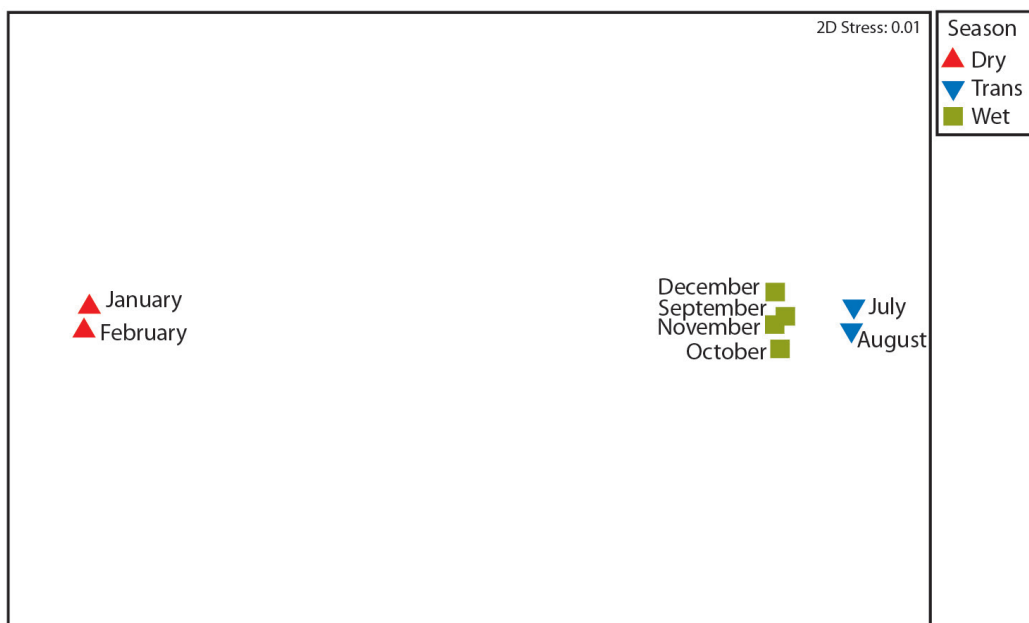 2D Stress: 0.01
Season
Dry
Trans
Wet
January
February
December
September
November
October
July
August